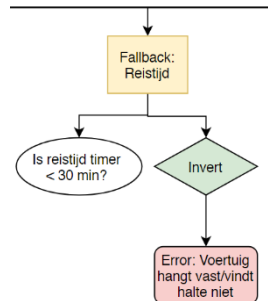 Fallback:
Reistijd
Is reistijd timer
< 30 min?
Invert
Error: Voertuig
hangt vast/vindt
halte niet